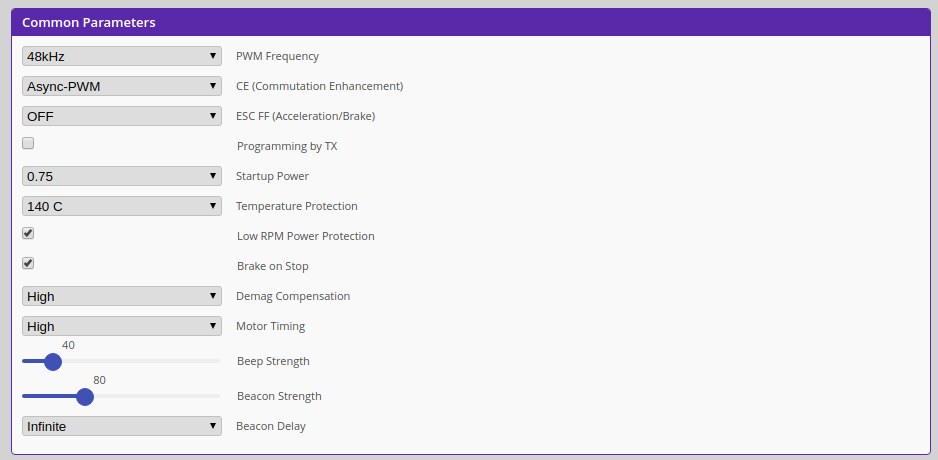 Common Parameters
48kHz PWM Frequency
Async-PWM CE (Commutation Enhancement)
OFF ESC FF (Acceleration/Brake)
Programming by TX
0.75 Startup Power
140 C Temperature Protection
Low RPM Power Protection
Brake on Stop
High Demag Compensation
High Motor Timing
40
Beep Strength
80
Beacon Strength
Infinite Beacon Delay